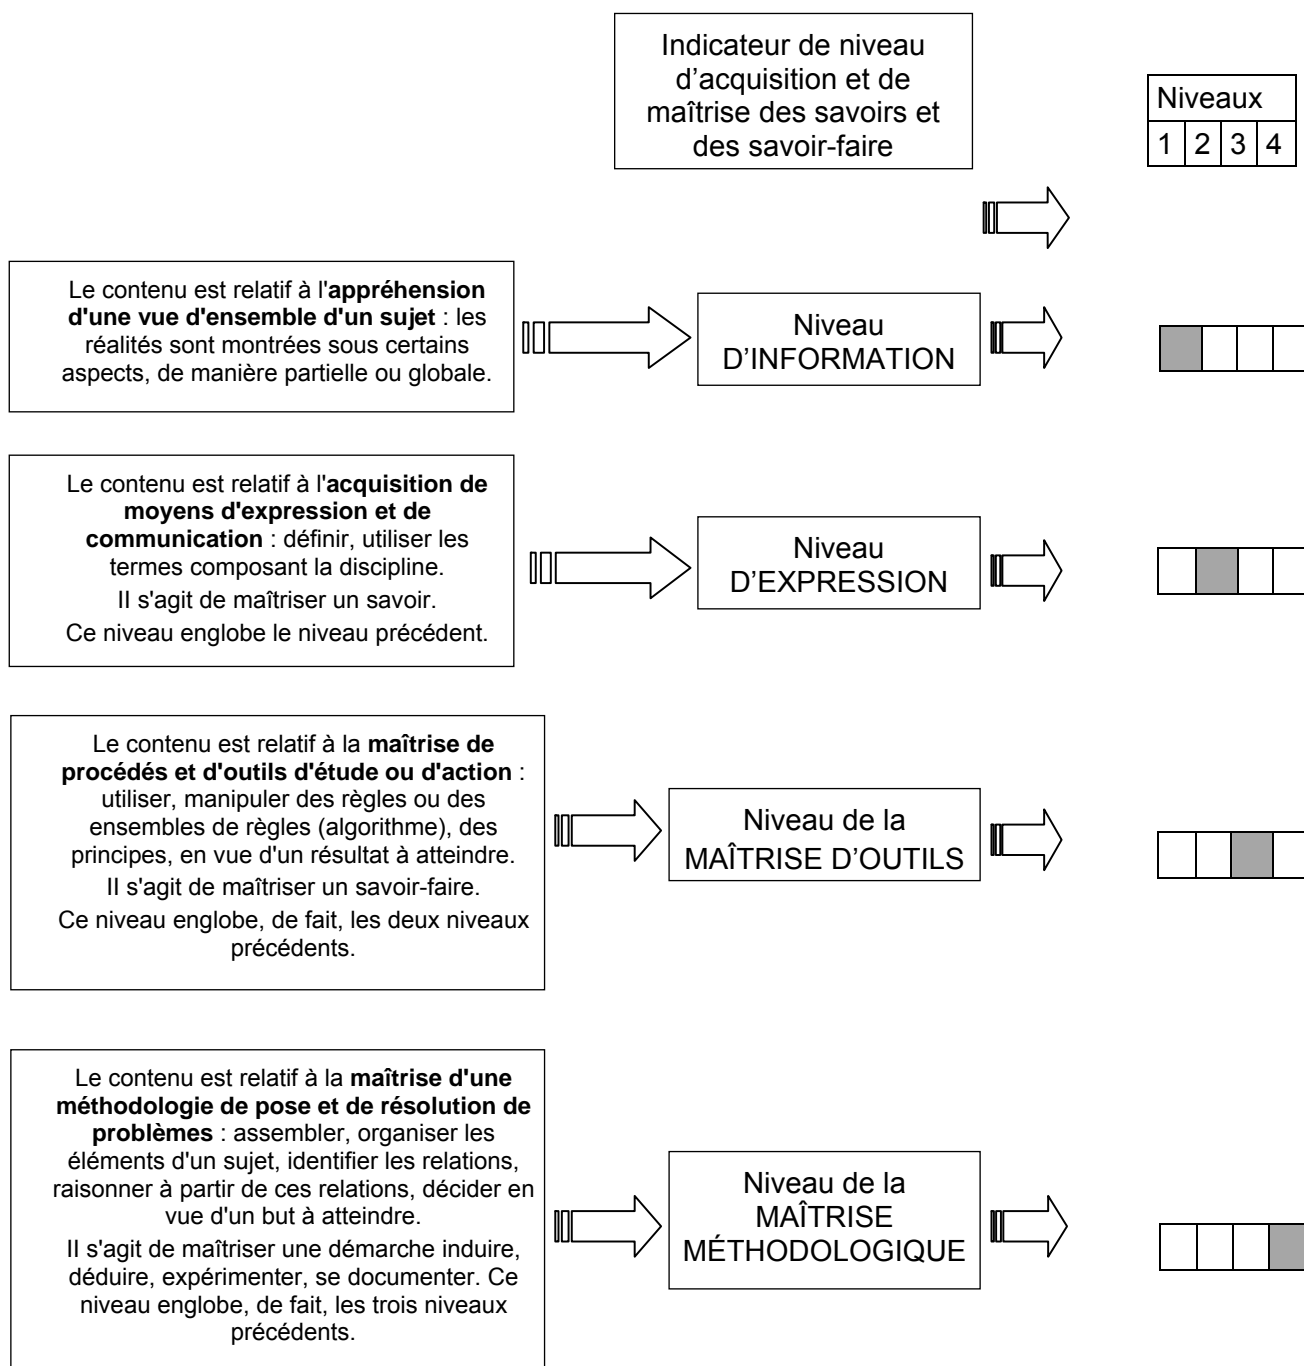 Indicateur de niveau
d’acquisition et de
maîtrise des savoirs et
des savoir-faire
Niveaux
1 2 3 4
Le contenu est relatif à l'appréhension
d'une vue d'ensemble d'un sujet : les
réalités sont montrées sous certains
aspects, de manière partielle ou globale.
Niveau
D’INFORMATION
Le contenu est relatif à l'acquisition de
moyens d'expression et de
communication : définir, utiliser les
termes composant la discipline.
II s'agit de maîtriser un savoir.
Ce niveau englobe le niveau précédent.
Niveau
D’EXPRESSION
Le contenu est relatif à la maîtrise de
procédés et d'outils d'étude ou d'action :
utiliser, manipuler des règles ou des
ensembles de règles (algorithme), des
principes, en vue d'un résultat à atteindre.
II s'agit de maîtriser un savoir-faire.
Ce niveau englobe, de fait, les deux niveaux
précédents.
Niveau de la
MAÎTRISE D’OUTILS
Le contenu est relatif à la maîtrise d'une
méthodologie de pose et de résolution de
problèmes : assembler, organiser les
éléments d'un sujet, identifier les relations,
raisonner à partir de ces relations, décider en
vue d'un but à atteindre.
II s'agit de maîtriser une démarche induire,
déduire, expérimenter, se documenter. Ce
niveau englobe, de fait, les trois niveaux
précédents.
Niveau de la
MAÎTRISE
MÉTHODOLOGIQUE